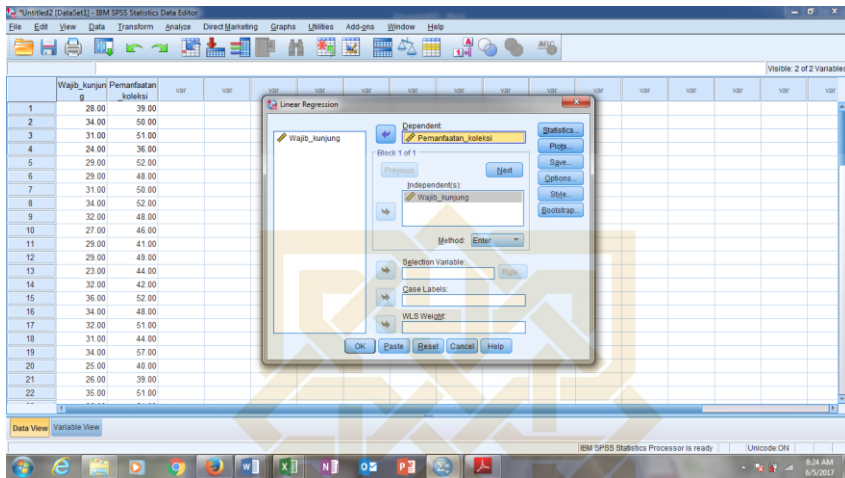 *Untitled2 [DataSet1] - IBM SPSS Statistics Data Editor
File Edit View Data Transform Analyze Direct Marketing Graphs Utilities Add-ons Window Help
Visible: 2 of 2 Variables
Wajib_kunjung Pemanfaatan_koleksi var var var var var var var var var var var var
1 28.00 39.00
2 34.00 50.00
3 31.00 51.00
4 24.00 36.00
5 29.00 52.00
6 29.00 48.00
7 31.00 50.00
8 34.00 52.00
9 32.00 48.00
10 27.00 46.00
11 29.00 41.00
12 29.00 49.00
13 23.00 44.00
14 32.00 42.00
15 36.00 52.00
16 34.00 48.00
17 32.00 51.00
18 31.00 44.00
19 34.00 57.00
20 25.00 40.00
21 26.00 39.00
22 35.00 51.00
Linear Regression
Wajib_kunjung
Dependent:
Pemanfaatan_koleksi
Block 1 of 1
Previous Next
Independent(s):
Wajib_kunjung
Method: Enter
Selection Variable:
Rule...
Case Labels:
WLS Weight:
Statistics...
Plots...
Save...
Options...
Style...
Bootstrap...
OK Paste Reset Cancel Help
Data View Variable View
IBM SPSS Statistics Processor is ready Unicode:ON
8:24 AM
6/5/2017